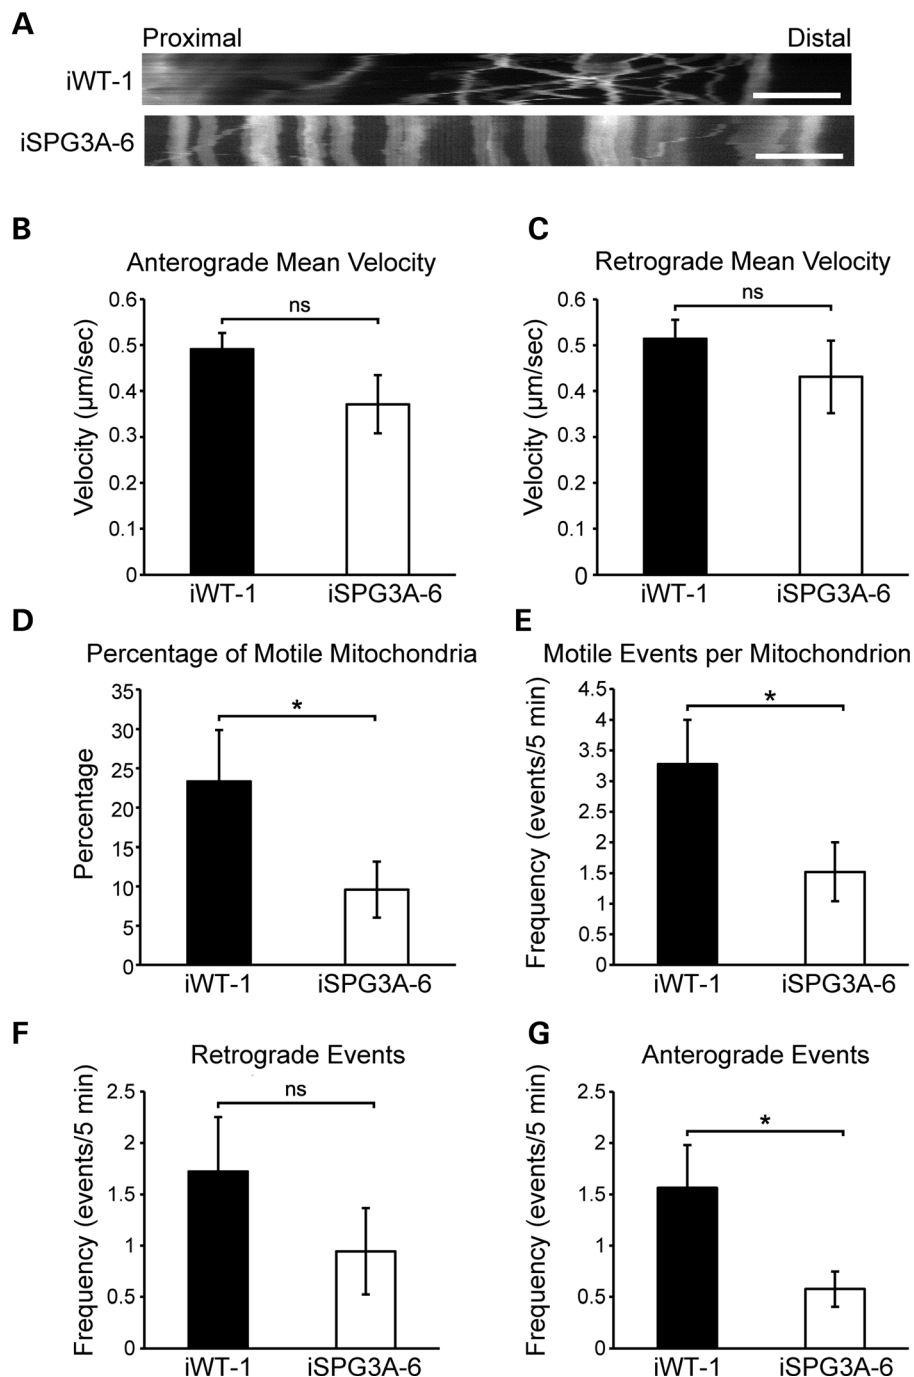 A
Proximal Distal
iWT-1
iSPG3A-6
B
Anterograde Mean Velocity
Velocity (µm/sec)
0.6
0.5
0.4
0.3
0.2
0.1
0
ns
iWT-1 iSPG3A-6
C
Retrograde Mean Velocity
Velocity (µm/sec)
0.6
0.5
0.4
0.3
0.2
0.1
0
ns
iWT-1 iSPG3A-6
D
Percentage of Motile Mitochondria
Percentage
35
30
25
20
15
10
5
0
*
iWT-1 iSPG3A-6
E
Motile Events per Mitochondrion
Frequency (events/5 min)
4.5
4
3.5
3
2.5
2
1.5
1
0.5
0
*
iWT-1 iSPG3A-6
F
Retrograde Events
Frequency (events/5 min)
2.5
2
1.5
1
0.5
0
ns
iWT-1 iSPG3A-6
G
Anterograde Events
Frequency (events/5 min)
2.5
2
1.5
1
0.5
0
*
iWT-1 iSPG3A-6